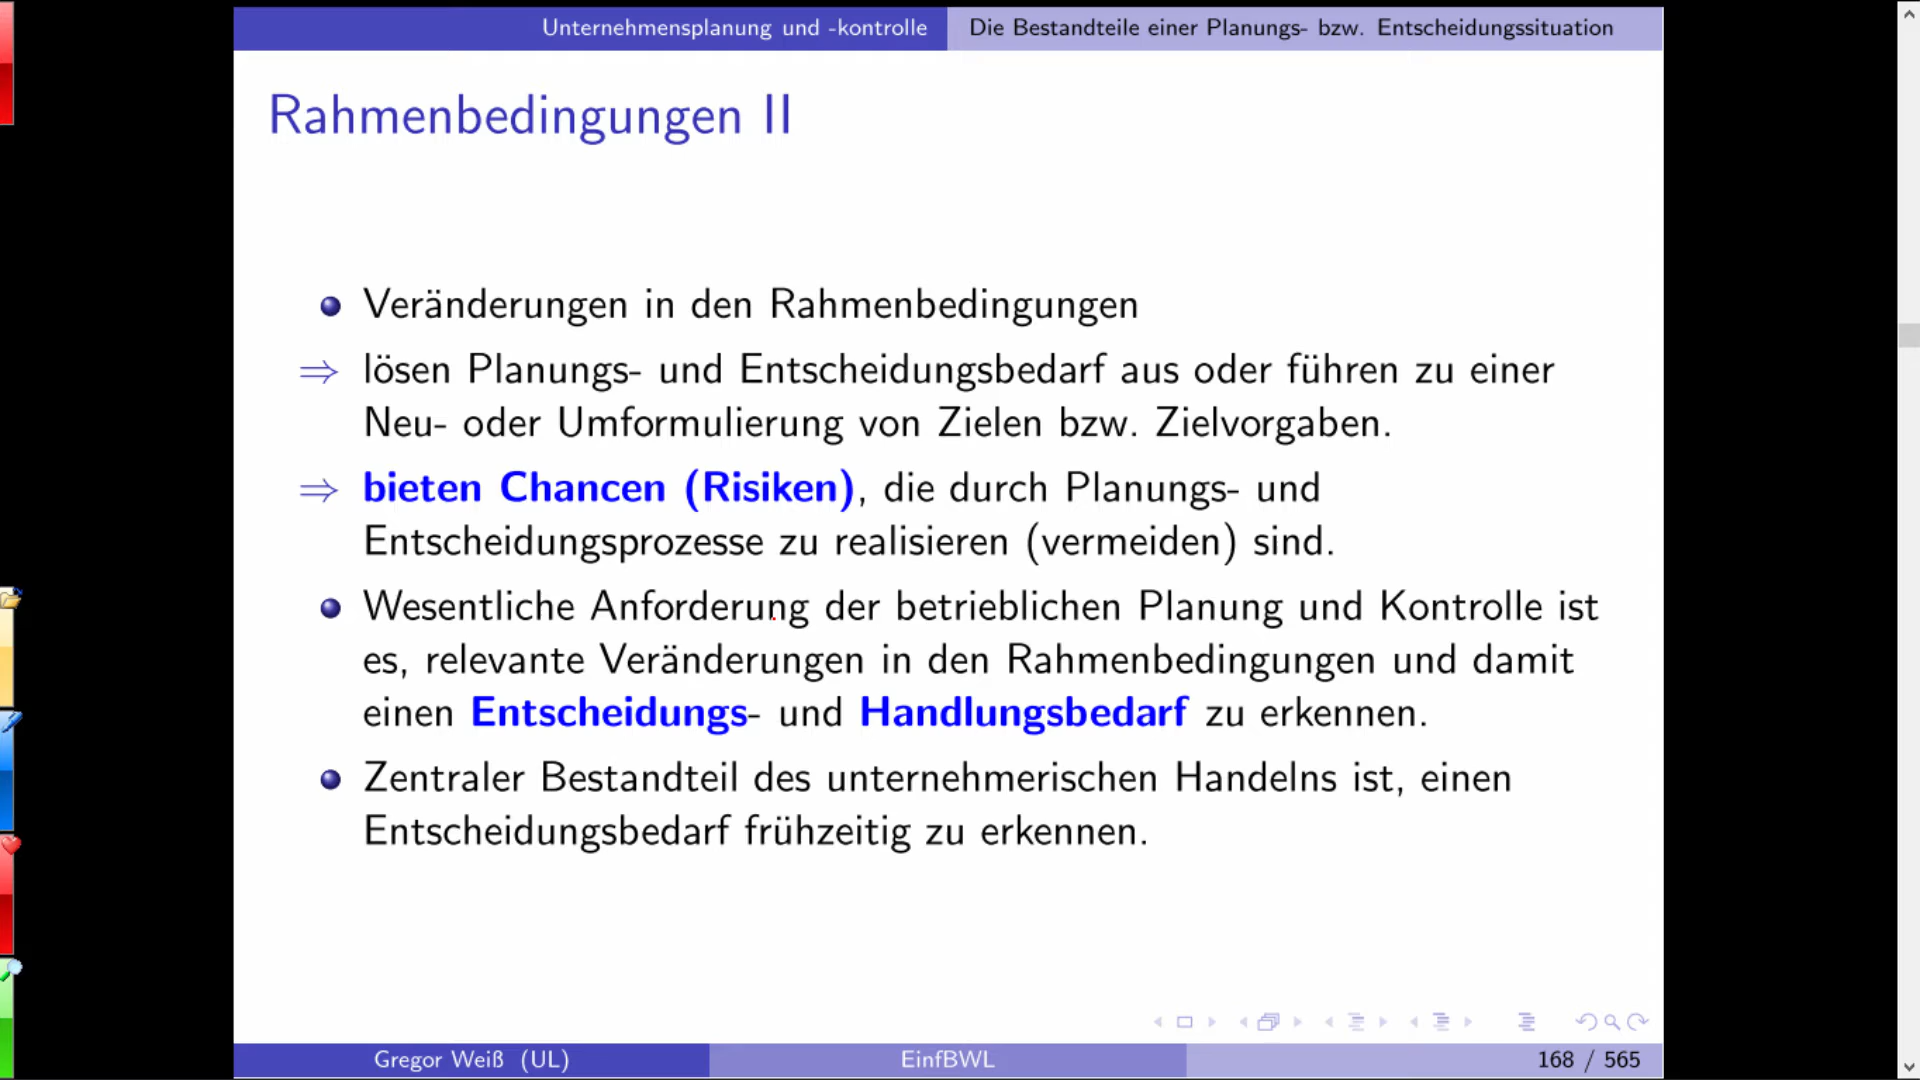 Unternehmensplanung und -kontrolle
Die Bestandteile einer Planungs- bzw. Entscheidungssituation
Rahmenbedingungen II
Veränderungen in den Rahmenbedingungen
⇒ lösen Planungs- und Entscheidungsbedarf aus oder führen zu einer
Neu- oder Umformulierung von Zielen bzw. Zielvorgaben.
⇒ bieten Chancen (Risiken), die durch Planungs- und
Entscheidungsprozesse zu realisieren (vermeiden) sind.
Wesentliche Anforderung der betrieblichen Planung und Kontrolle ist
es, relevante Veränderungen in den Rahmenbedingungen und damit
einen Entscheidungs- und Handlungsbedarf zu erkennen.
Zentraler Bestandteil des unternehmerischen Handelns ist, einen
Entscheidungsbedarf frühzeitig zu erkennen.
Gregor Weiß (UL)
EinfBWL
168 / 565